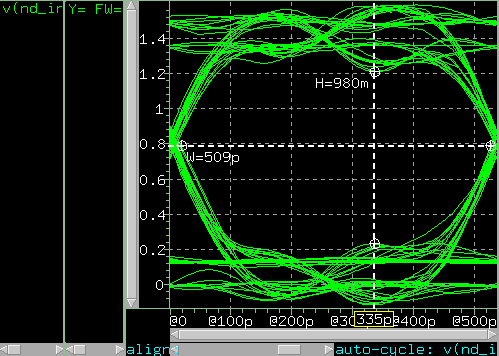 v(nd_in
Y= FW=
1.4
1.2
H=980m
1
0.8
W=509p
0.6
0.4
0.2
0
@0 @100p @200p @3 335p @400p @500p
align
auto-cycle: v(nd_i